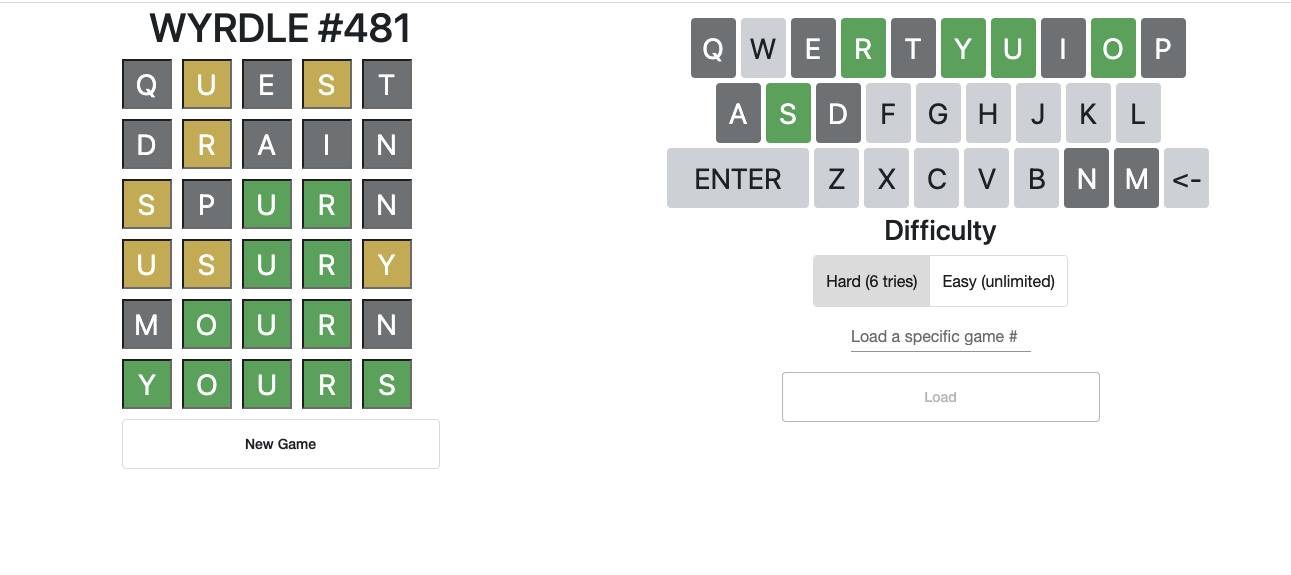 WYRDLE #481
Q U E S T
D R A I N
S P U R N
U S U R Y
M O U R N
Y O U R S
New Game
Q W E R T Y U I O P
A S D F G H J K L
ENTER Z X C V B N M <-
Difficulty
Hard (6 tries) Easy (unlimited)
Load a specific game #
Load